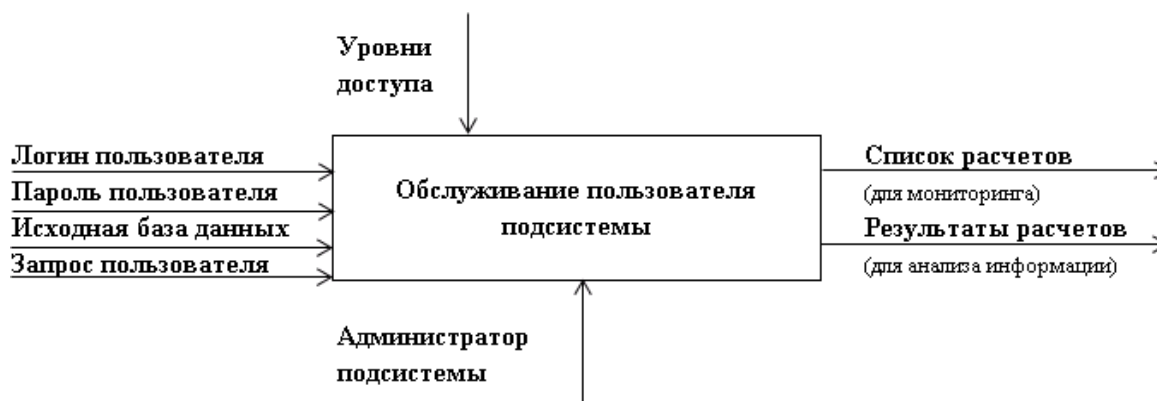 Уровни
доступа
Логин пользователя
Пароль пользователя
Исходная база данных
Запрос пользователя
Обслуживание пользователя
подсистемы
Список расчетов
(для мониторинга)
Результаты расчетов
(для анализа информации)
Администратор
подсистемы